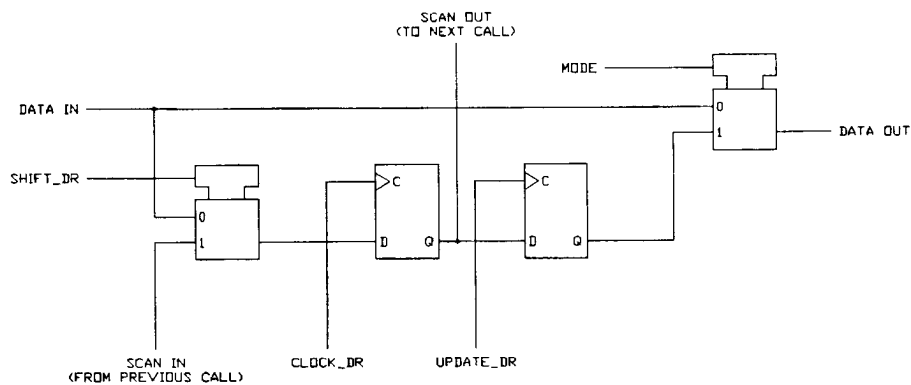 SCAN OUT
(TO NEXT CALL)
MODE
DATA IN
0
1
DATA OUT
SHIFT_DR
C
C
0
1
D Q
D Q
SCAN IN
(FROM PREVIOUS CALL)
CLOCK_DR
UPDATE_DR